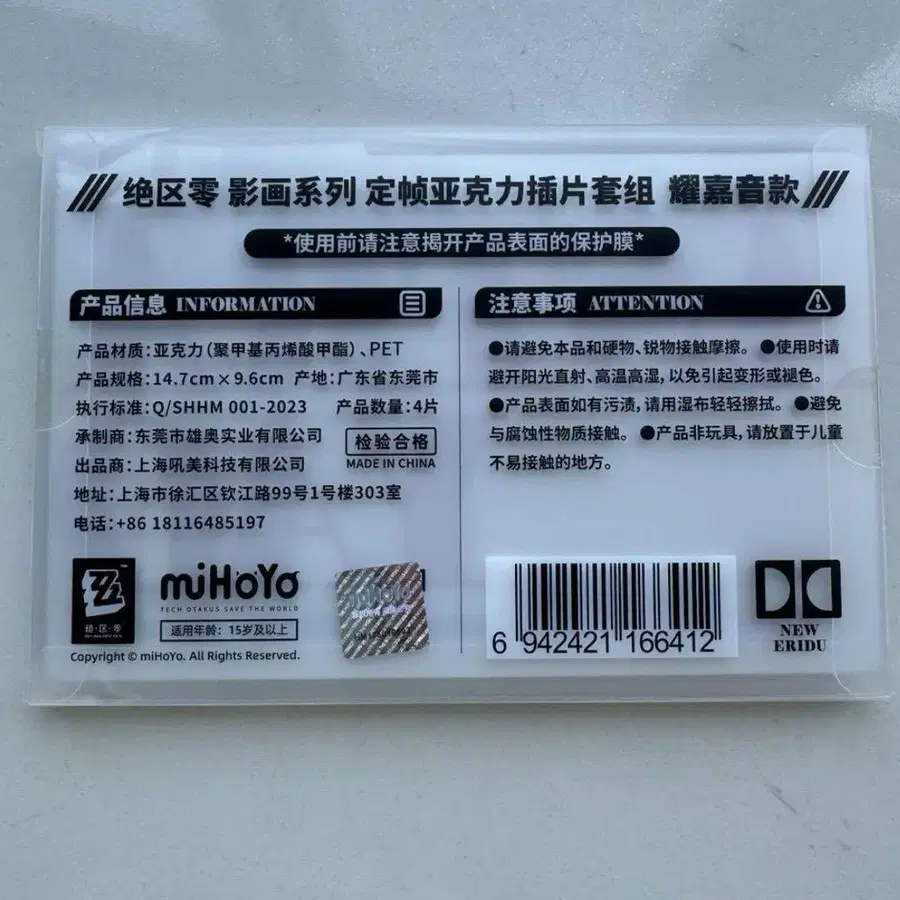 绝区零 影画系列 定帧亚克力插片套组 耀嘉音款
*使用前请注意揭开产品表面的保护膜*
产品信息 INFORMATION
产品材质:亚克力(聚甲基丙烯酸甲酯)、PET
产品规格:14.7cm×9.6cm 产地:广东省东莞市
执行标准:Q/SHHM 001-2023 产品数量:4片
承制商:东莞市雄奥实业有限公司
检验合格
MADE IN CHINA
出品商:上海吼美科技有限公司
地址:上海市徐汇区钦江路99号1号楼303室
电话:+86 18116485197
注意事项 ATTENTION
●请避免本品和硬物、锐物接触摩擦。 ●使用时请
避开阳光直射、高温高湿,以免引起变形或褪色。
●产品表面如有污渍,请用湿布轻轻擦拭。 ●避免
与腐蚀性物质接触。 ●产品非玩具,请放置于儿童
不易接触的地方。
绝·区·零
miHoYo
TECH OTAKUS SAVE THE WORLD
适用年龄: 15岁及以上
Copyright © miHoYo. All Rights Reserved.
miHoYo
6 942421 166412
NEW
ERIDU